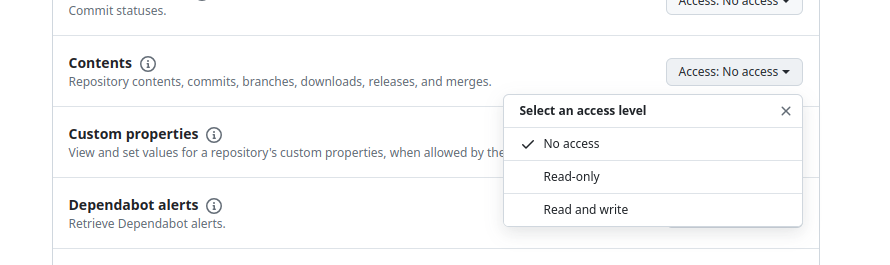 Commit statuses.
Access: No access
Contents
Repository contents, commits, branches, downloads, releases, and merges.
Access: No access
Select an access level
No access
Read-only
Read and write
Custom properties
View and set values for a repository's custom properties, when allowed by the
Dependabot alerts
Retrieve Dependabot alerts.